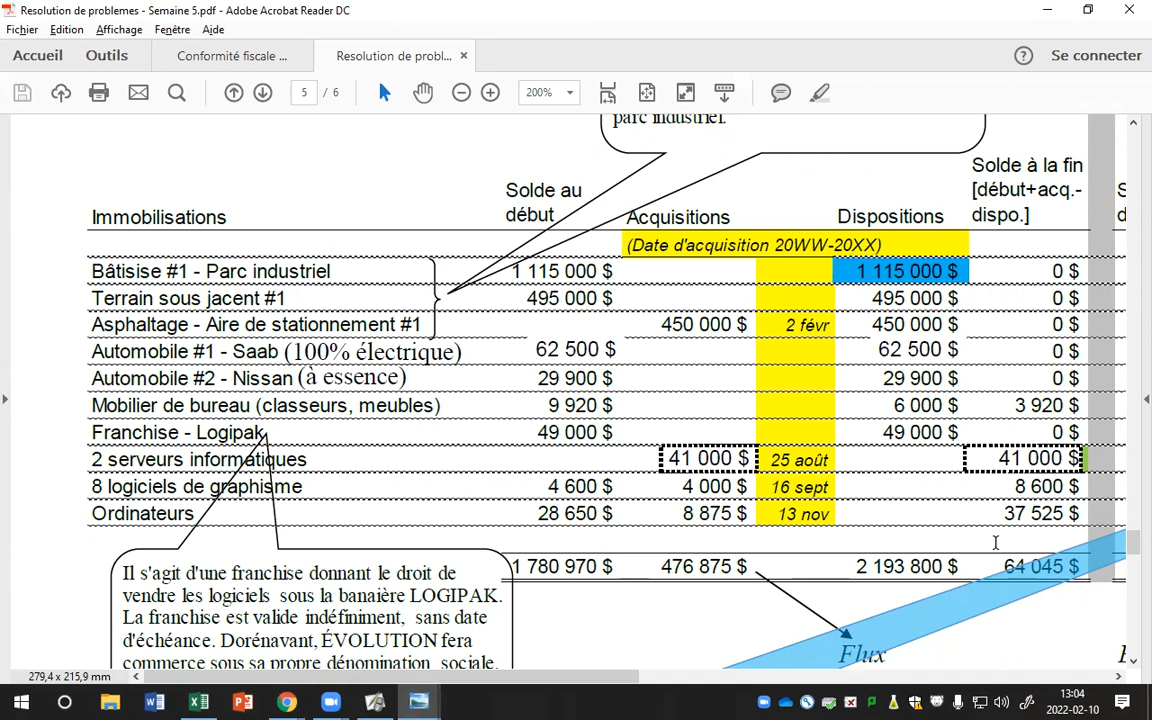 Resolution de problemes - Semaine 5.pdf - Adobe Acrobat Reader DC
Fichier Edition Affichage Fenêtre Aide
Accueil Outils Conformité fiscale ... Resolution de probl... × ? Se connecter
5 / 6 200%
parc industriel.
Immobilisations
Solde au
début
Acquisitions
Dispositions
Solde à la fin
[début+acq.-
dispo.]
(Date d'acquisition 20WW-20XX)
Bâtisise #1 - Parc industriel 1 115 000 $ 1 115 000 $ 0 $
Terrain sous jacent #1 495 000 $ 495 000 $ 0 $
Asphaltage - Aire de stationnement #1 450 000 $ 2 févr 450 000 $ 0 $
Automobile #1 - Saab (100% électrique) 62 500 $ 62 500 $ 0 $
Automobile #2 - Nissan (à essence) 29 900 $ 29 900 $ 0 $
Mobilier de bureau (classeurs, meubles) 9 920 $ 6 000 $ 3 920 $
Franchise - Logipak 49 000 $ 49 000 $ 0 $
2 serveurs informatiques 41 000 $ 25 août 41 000 $
8 logiciels de graphisme 4 600 $ 4 000 $ 16 sept 8 600 $
Ordinateurs 28 650 $ 8 875 $ 13 nov 37 525 $
1 780 970 $ 476 875 $ 2 193 800 $ 64 045 $
Il s'agit d'une franchise donnant le droit de
vendre les logiciels sous la banaière LOGIPAK.
La franchise est valide indéfiniment, sans date
d'échéance. Dorénavant, ÉVOLUTION fera
commerce sous sa propre dénomination sociale.
Flux
279,4 x 215,9 mm
13:04
2022-02-10